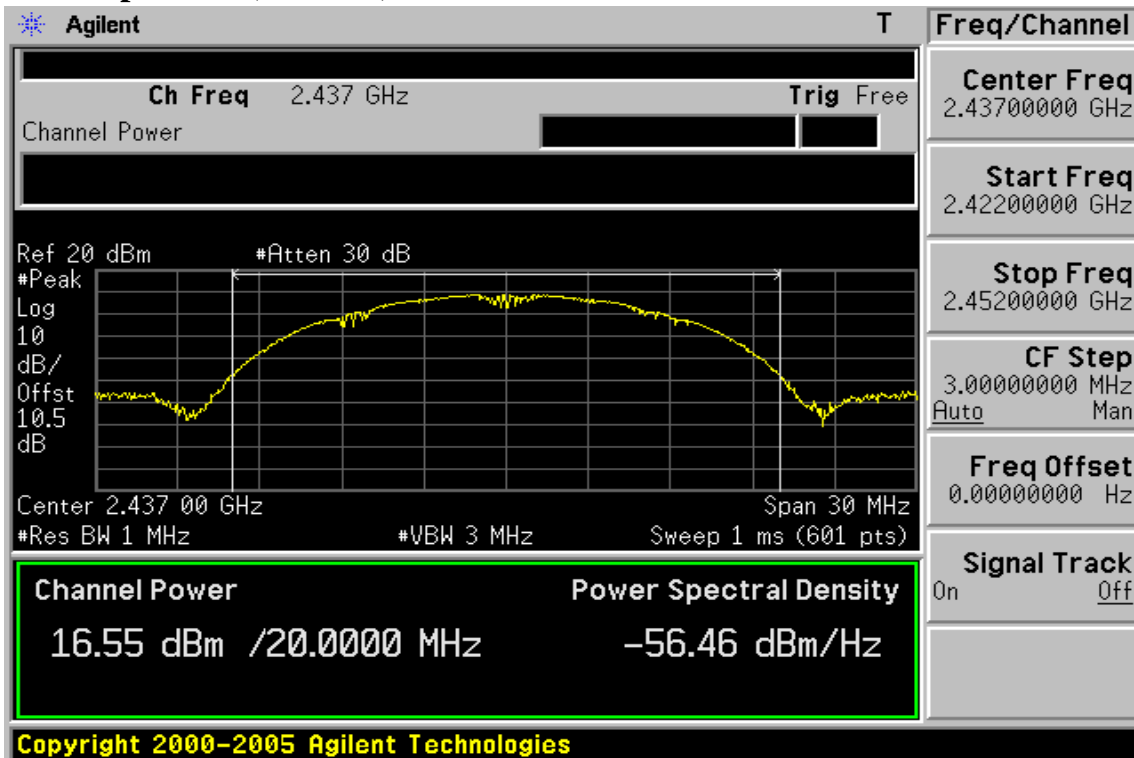 Agilent T
Freq/Channel
Ch Freq 2.437 GHz Trig Free
Channel Power
Ref 20 dBm #Atten 30 dB
#Peak
Log
10
dB/
Offst
10.5
dB
Center 2.437 00 GHz Span 30 MHz
#Res BW 1 MHz #VBW 3 MHz Sweep 1 ms (601 pts)
Channel Power Power Spectral Density
16.55 dBm /20.0000 MHz -56.46 dBm/Hz
Center Freq
2.43700000 GHz
Start Freq
2.42200000 GHz
Stop Freq
2.45200000 GHz
CF Step
3.00000000 MHz
Auto Man
Freq Offset
0.00000000 Hz
Signal Track
On Off
Copyright 2000-2005 Agilent Technologies